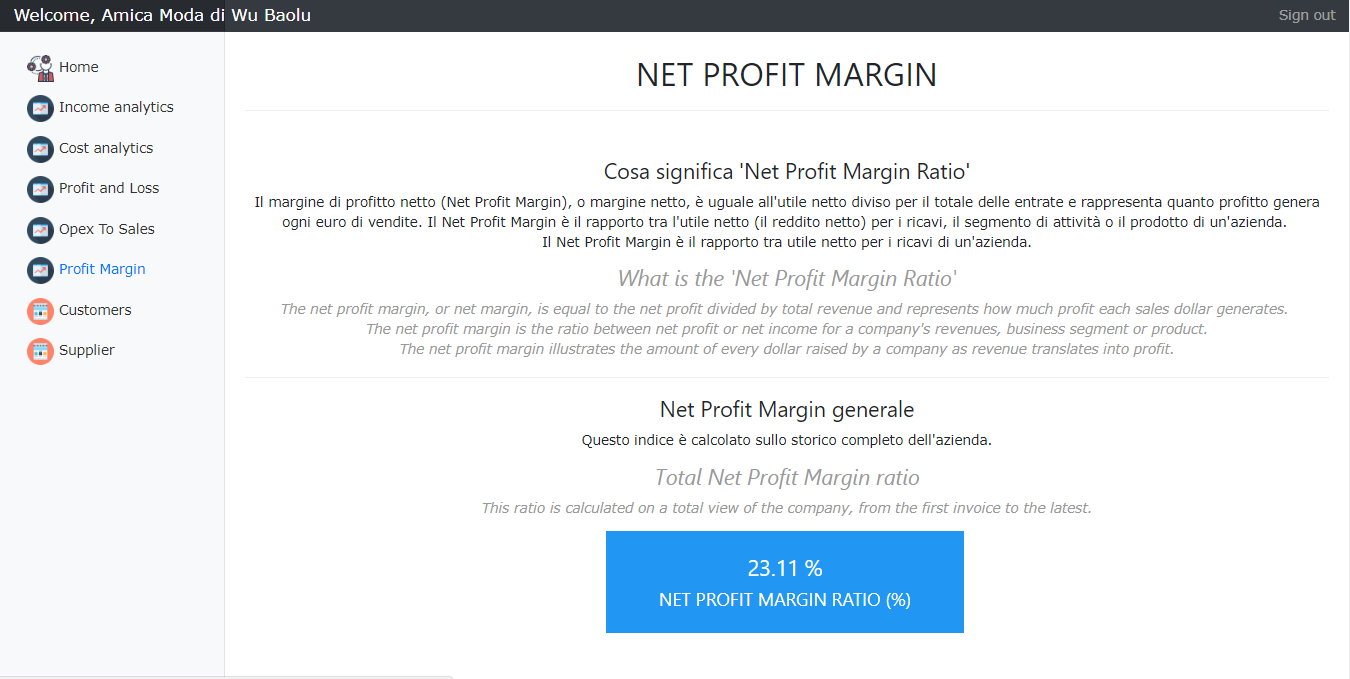 Welcome, Amica Moda di Wu Baolu
Sign out
Home
Income analytics
Cost analytics
Profit and Loss
Opex To Sales
Profit Margin
Customers
Supplier
NET PROFIT MARGIN
Cosa significa 'Net Profit Margin Ratio'
Il margine di profitto netto (Net Profit Margin), o margine netto, è uguale all'utile netto diviso per il totale delle entrate e rappresenta quanto profitto genera
ogni euro di vendite. Il Net Profit Margin è il rapporto tra l'utile netto (il reddito netto) per i ricavi, il segmento di attività o il prodotto di un'azienda.
Il Net Profit Margin è il rapporto tra utile netto per i ricavi di un'azienda.
What is the 'Net Profit Margin Ratio'
The net profit margin, or net margin, is equal to the net profit divided by total revenue and represents how much profit each sales dollar generates.
The net profit margin is the ratio between net profit or net income for a company's revenues, business segment or product.
The net profit margin illustrates the amount of every dollar raised by a company as revenue translates into profit.
Net Profit Margin generale
Questo indice è calcolato sullo storico completo dell'azienda.
Total Net Profit Margin ratio
This ratio is calculated on a total view of the company, from the first invoice to the latest.
23.11 %
NET PROFIT MARGIN RATIO (%)